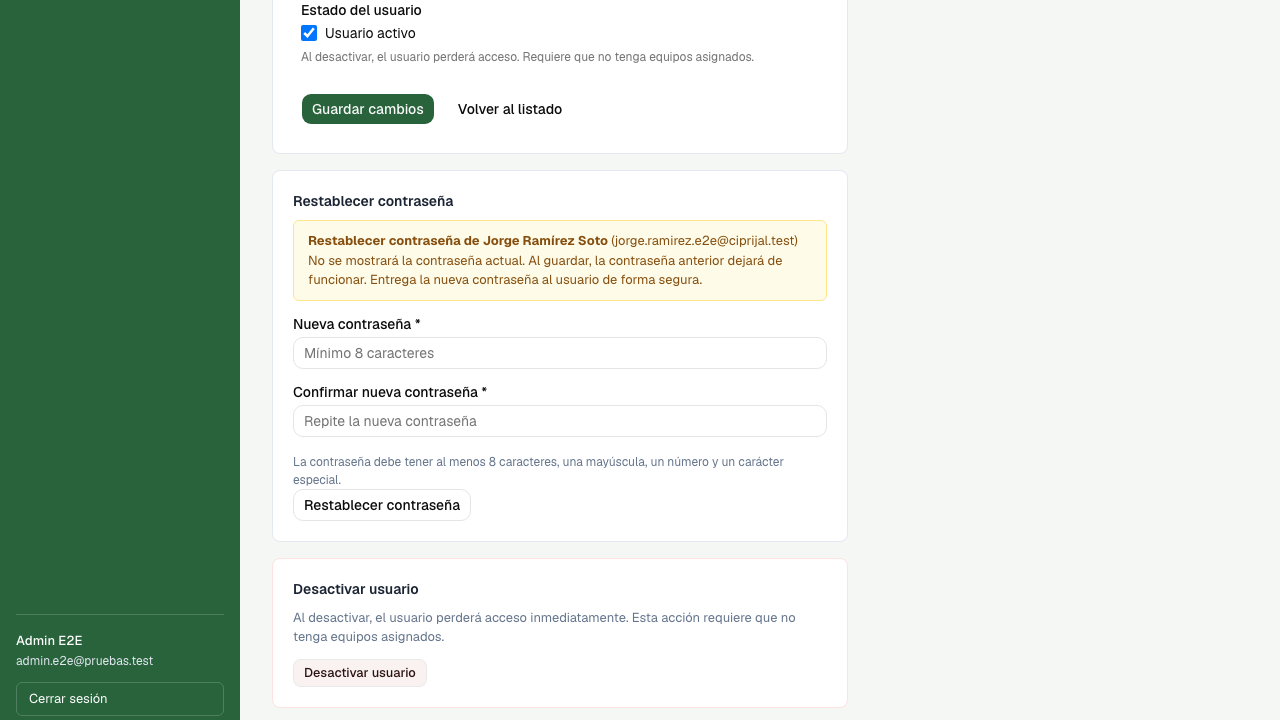 Estado del usuario
Usuario activo
Al desactivar, el usuario perderá acceso. Requiere que no tenga equipos asignados.
Guardar cambios
Volver al listado
Restablecer contraseña
Restablecer contraseña de Jorge Ramírez Soto (jorge.ramirez.e2e@ciprijal.test)
No se mostrará la contraseña actual. Al guardar, la contraseña anterior dejará de
funcionar. Entrega la nueva contraseña al usuario de forma segura.
Nueva contraseña *
Mínimo 8 caracteres
Confirmar nueva contraseña *
Repite la nueva contraseña
La contraseña debe tener al menos 8 caracteres, una mayúscula, un número y un carácter
especial.
Restablecer contraseña
Desactivar usuario
Al desactivar, el usuario perderá acceso inmediatamente. Esta acción requiere que no
tenga equipos asignados.
Desactivar usuario
Admin E2E
admin.e2e@pruebas.test
Cerrar sesión